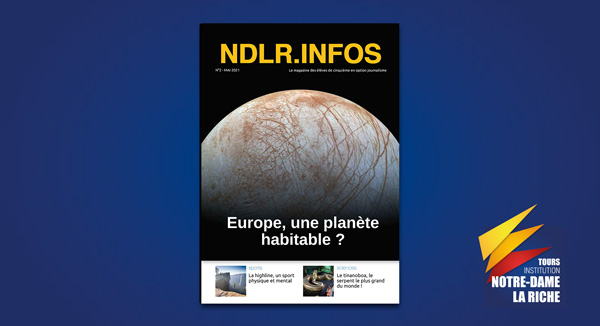 NDLR.INFOS
N°2 - MAI 2021
Le magazine des élèves de cinquième en option journalisme
Europe, une planète
habitable ?
La highline, un sport
physique et mental
Le tinanoboa, le
serpent le plus grand
du monde !
TOURS
INSTITUTION
NOTRE-DAME
LA RICHE